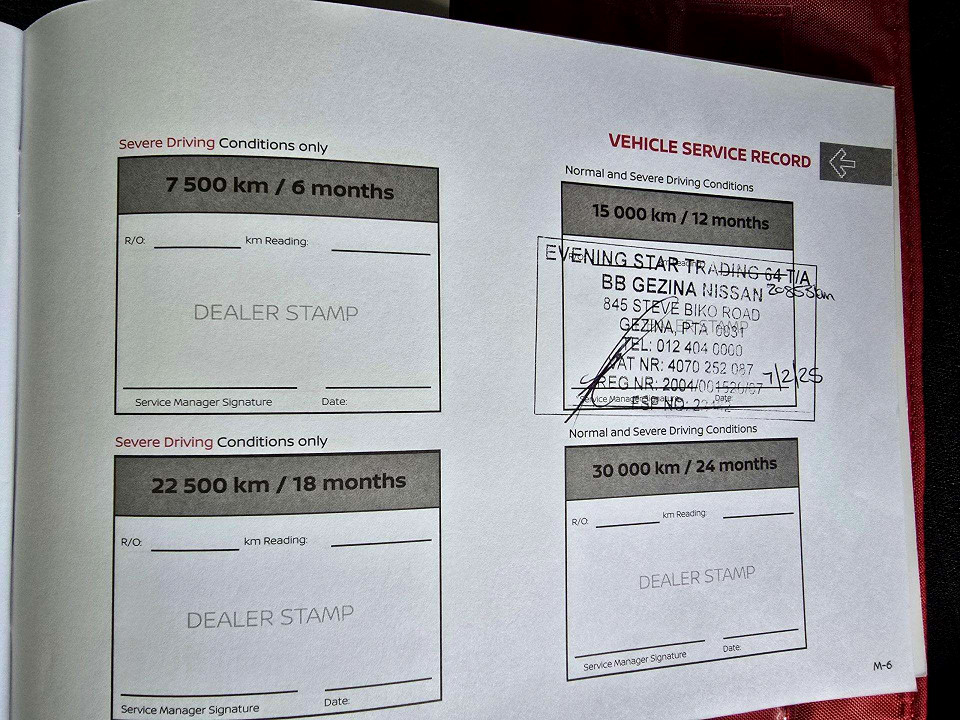 Severe Driving Conditions only
7 500 km / 6 months
R/O: km Reading:
DEALER STAMP
Service Manager Signature Date:
VEHICLE SERVICE RECORD
Normal and Severe Driving Conditions
15 000 km / 12 months
EVENING STAR TRADING 64 T/A
BB GEZINA NISSAN
845 STEVE BIKO ROAD
GEZINA, PTA 0031
TEL: 012 404 0000
VAT NR: 4070 252 087
REG NR: 2004/001520/07
FSP NO:
7/2/25
Service Manager Signature Date:
Severe Driving Conditions only
22 500 km / 18 months
R/O: km Reading:
DEALER STAMP
Service Manager Signature Date:
Normal and Severe Driving Conditions
30 000 km / 24 months
R/O: km Reading:
DEALER STAMP
Service Manager Signature Date:
M-6